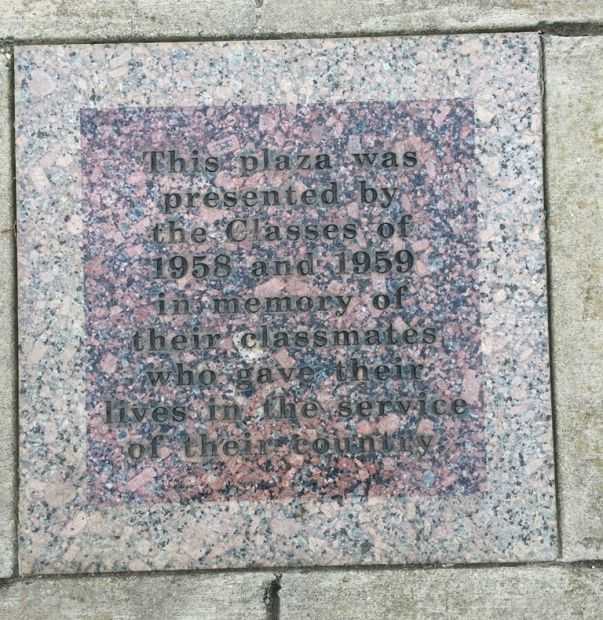 This plaza was
presented by
the Classes of
1958 and 1959
in memory of
their classmates
who gave their
lives in the service
of their country